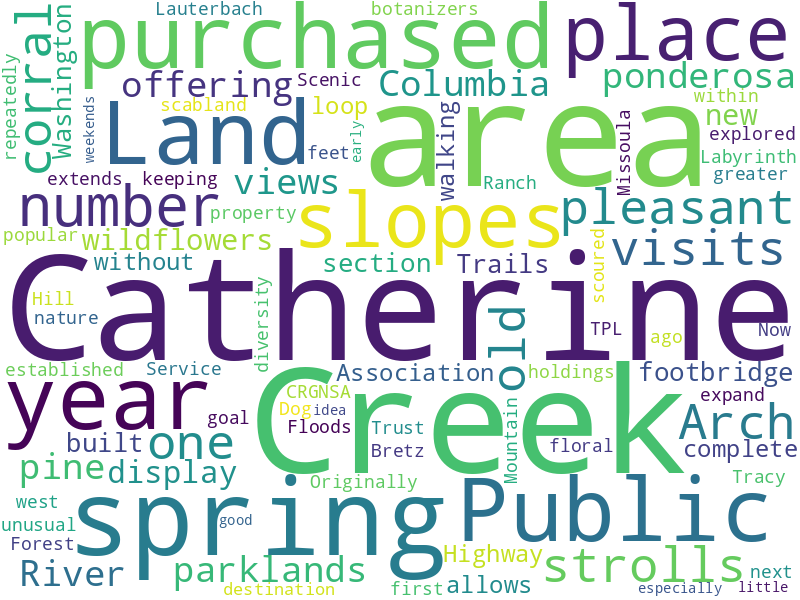 Lauterbach
botanizers
purchased
place
corral
Washington
repeatedly
offering
Scenic
Columbia
ponderosa
weekends
scabland
loop
within
new
explored
Land
area
early
feet
walking
Missoula
Labyrinth
greater
extends
keeping
views
Ranch
number
property
slopes
pleasant
popular
wildflowers
visits
without
section
Trails
scoured
Catherine
Hill
nature
diversity
old
TPL
ago
Now
established
Service
Association
holdings
footbridge
year
goal
CRGNSA
Dog
idea
Floods
Trust
Creek
expand
Arch
built
one
Bretz
Mountain
floral
complete
pine
display
Originally
Tracy
west
unusual
good
spring
Public
Forest
River
parklands
Highway
strolls
next
destination
first
allows
especially
little